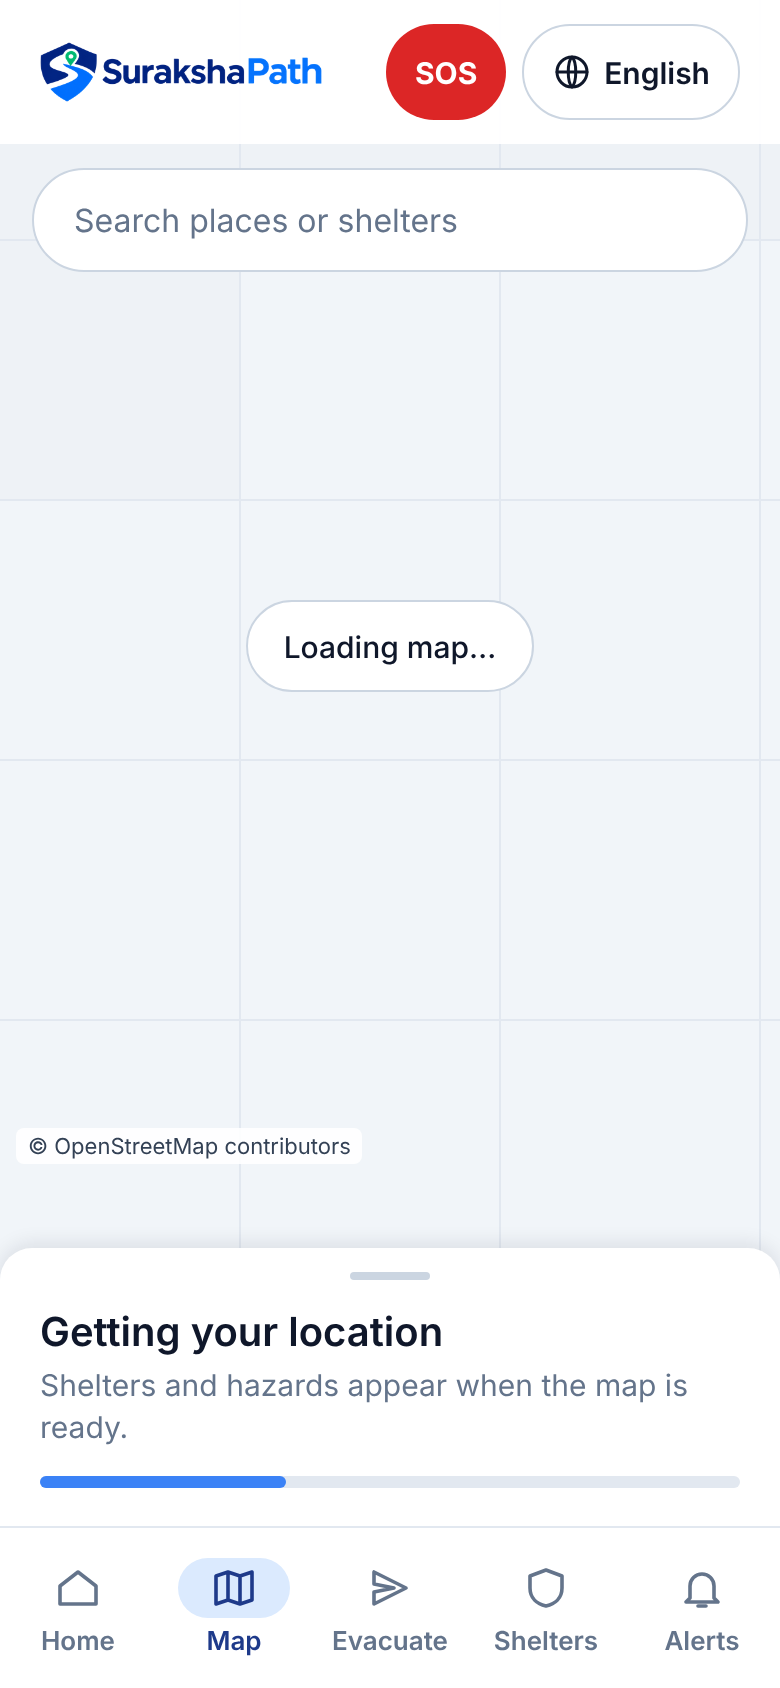 SurakshaPath
SOS
English
Search places or shelters
Loading map...
© OpenStreetMap contributors
Getting your location
Shelters and hazards appear when the map is
ready.
Home
Map
Evacuate
Shelters
Alerts